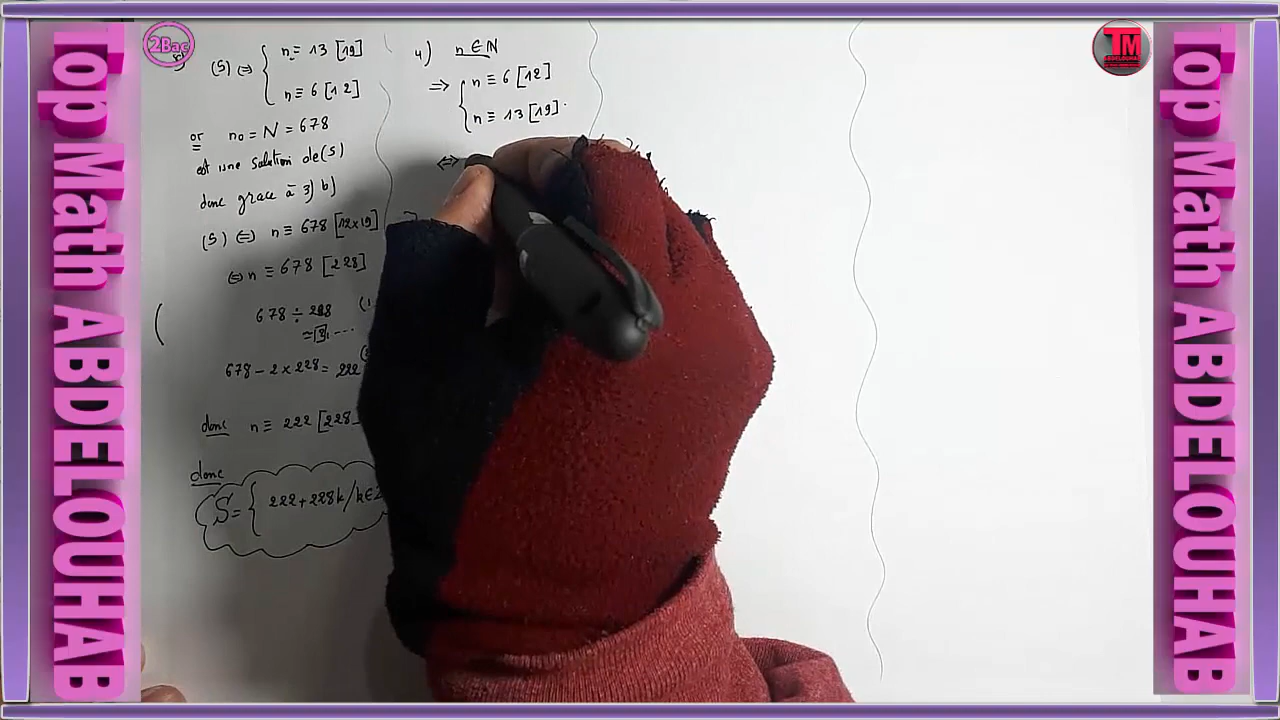 Top Math ABDELOUHAB
2Bac
TM
ABDELOUHAB
Top Math ABDELOUHAB
(S) ⇔ { n ≡ 13 [19]
n ≡ 6 [12]
or n₀ = N = 678
est une solution de (S)
donc grace à 3) b)
(S) ⇔ n ≡ 678 [12×19]
⇔ n ≡ 678 [228]
678 ÷ 228
678 - 2 × 228 = 222
donc n ≡ 222 [228
donc
S = { 222 + 228k / k ∈ Z
4) n ∈ N
⇒ { n ≡ 6 [12]
n ≡ 13 [19].
⇔